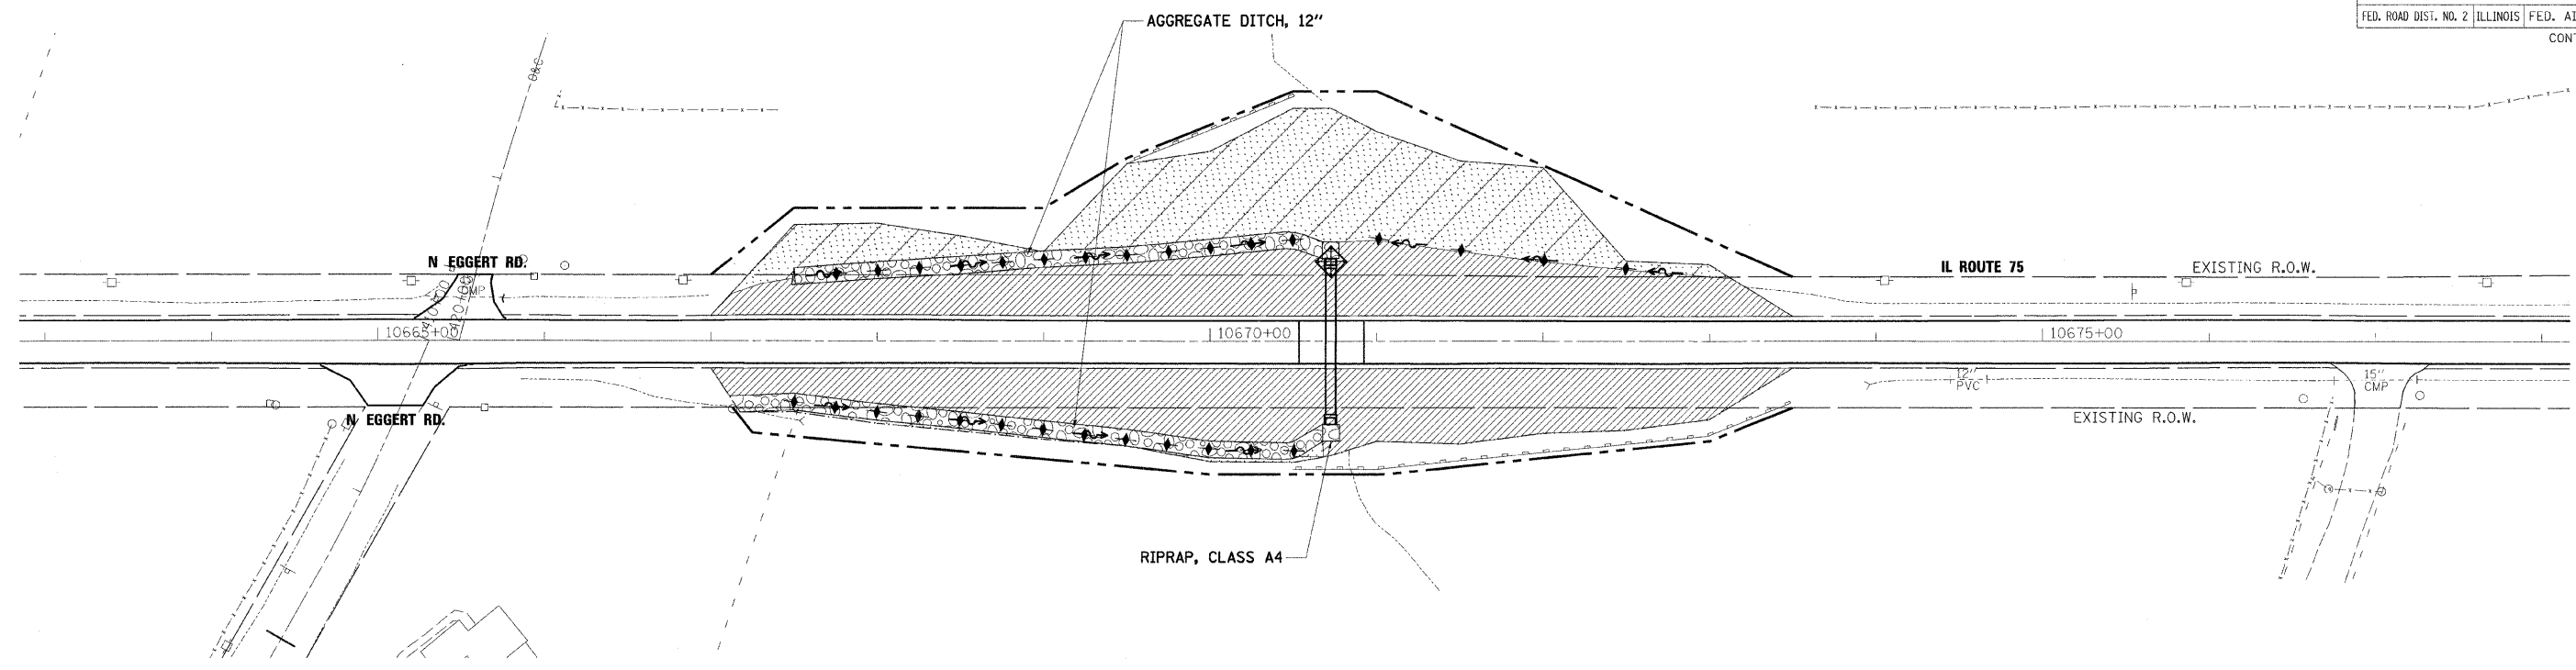 FED. ROAD DIST. NO. 2 ILLINOIS FED. AI
CONT
AGGREGATE DITCH, 12"
B&C
N EGGERT RD.
CMP
IL ROUTE 75
EXISTING R.O.W.
10665+00
10670+00
10675+00
12"
PVC
15"
CMP
N EGGERT RD.
EXISTING R.O.W.
RIPRAP, CLASS A4